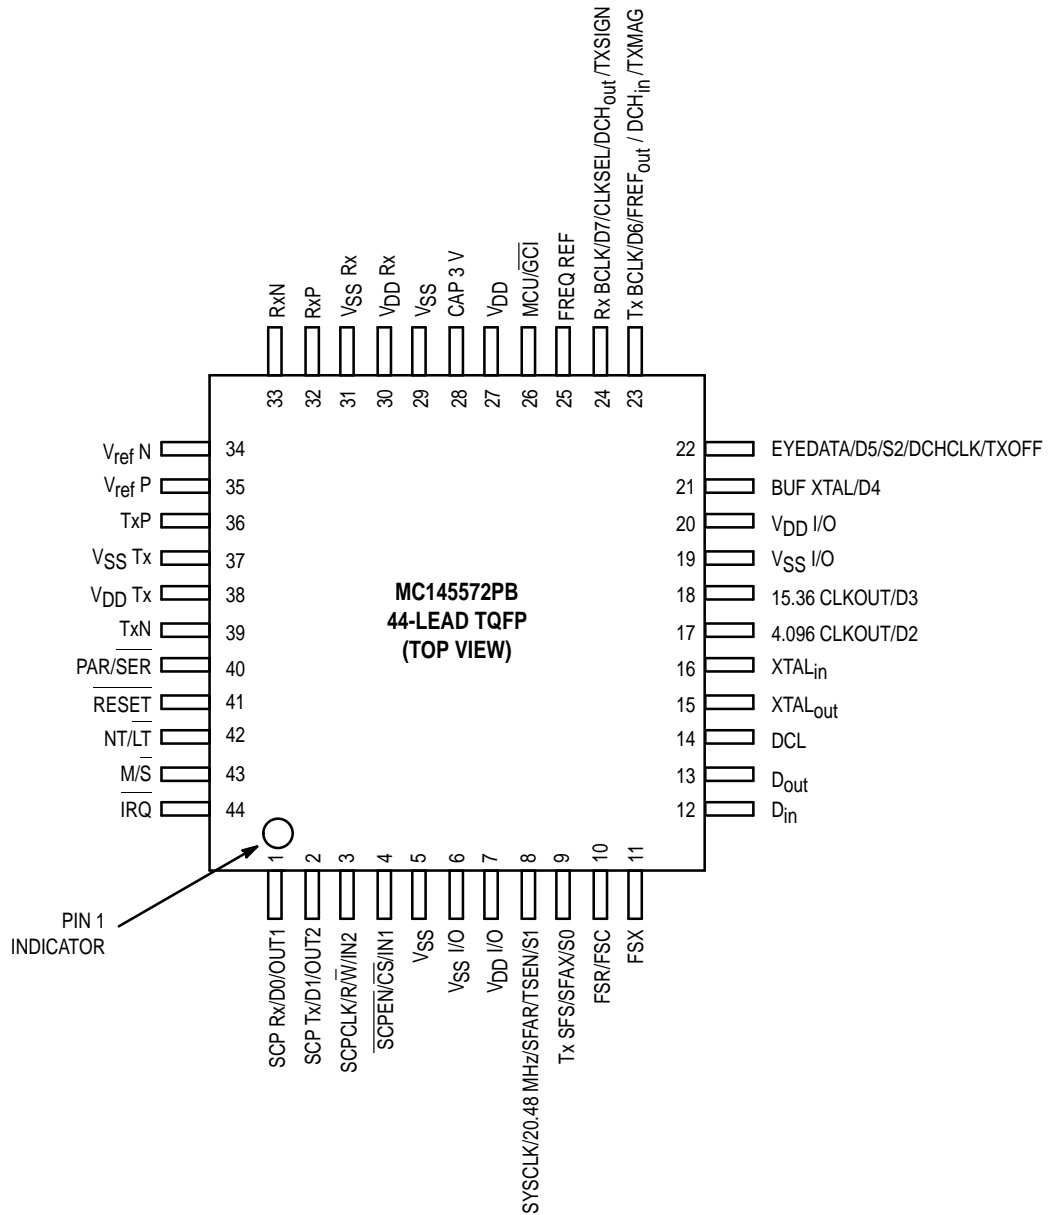 RxN
RxP
VSS Rx
VDD Rx
VSS
CAP 3 V
VDD
MCU/G̅C̅I̅
FREQ REF
Rx BCLK/D7/CLKSEL/DCHout/TXSIGN
Tx BCLK/D6/FREFout / DCHin /TXMAG
33
32
31
30
29
28
27
26
25
24
23
Vref N
34
Vref P
35
TxP
36
VSS Tx
37
VDD Tx
38
TxN
39
PAR/S̅E̅R̅
40
R̅E̅S̅E̅T̅
41
NT/L̅T̅
42
M/S̅
43
I̅R̅Q̅
44
MC145572PB
44-LEAD TQFP
(TOP VIEW)
22
EYEDATA/D5/S2/DCHCLK/TXOFF
21
BUF XTAL/D4
20
VDD I/O
19
VSS I/O
18
15.36 CLKOUT/D3
17
4.096 CLKOUT/D2
16
XTALin
15
XTALout
14
DCL
13
Dout
12
Din
1
2
3
4
5
6
7
8
9
10
11
PIN 1
INDICATOR
SCP Rx/D0/OUT1
SCP Tx/D1/OUT2
SCPCLK/R/W̅/IN2
S̅C̅P̅E̅N̅/C̅S̅/IN1
VSS
VSS I/O
VDD I/O
SYSCLK/20.48 MHz/SFAR/TSEN/S1
Tx SFS/SFAX/S0
FSR/FSC
FSX